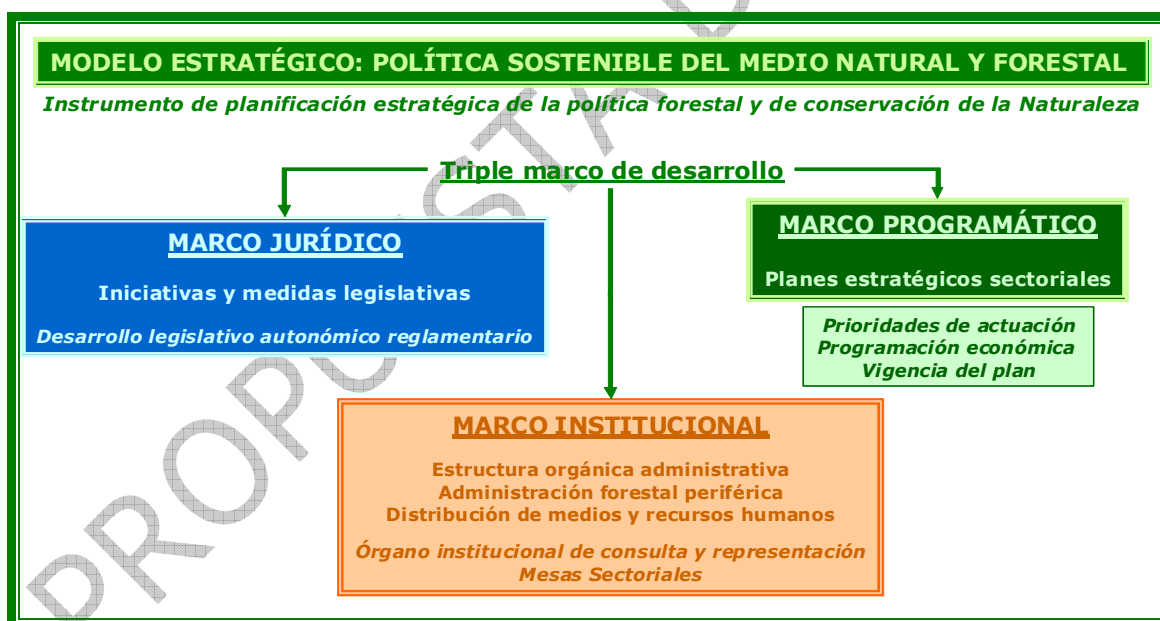 MODELO ESTRATÉGICO: POLÍTICA SOSTENIBLE DEL MEDIO NATURAL Y FORESTAL
Instrumento de planificación estratégica de la política forestal y de conservación de la Naturaleza
Triple marco de desarrollo
MARCO JURÍDICO
Iniciativas y medidas legislativas
Desarrollo legislativo autonómico reglamentario
MARCO PROGRAMÁTICO
Planes estratégicos sectoriales
Prioridades de actuación
Programación económica
Vigencia del plan
MARCO INSTITUCIONAL
Estructura orgánica administrativa
Administración forestal periférica
Distribución de medios y recursos humanos
Órgano institucional de consulta y representación
Mesas Sectoriales